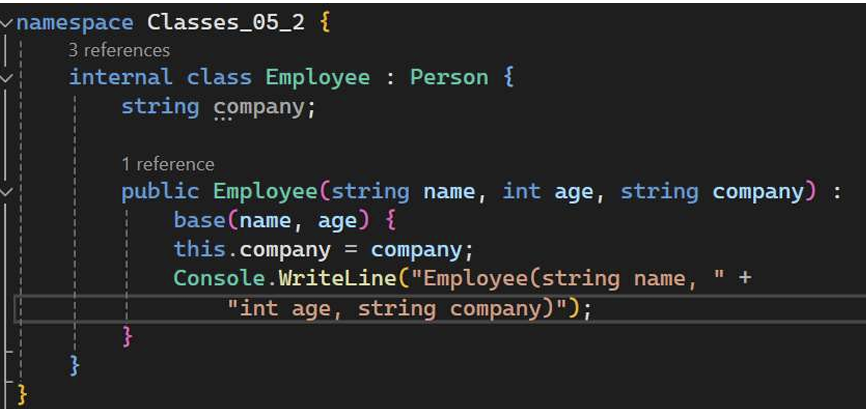 namespace Classes_05_2 {
3 references
internal class Employee : Person {
string company;
1 reference
public Employee(string name, int age, string company) :
base(name, age) {
this.company = company;
Console.WriteLine("Employee(string name, " +
"int age, string company)");
}
}
}